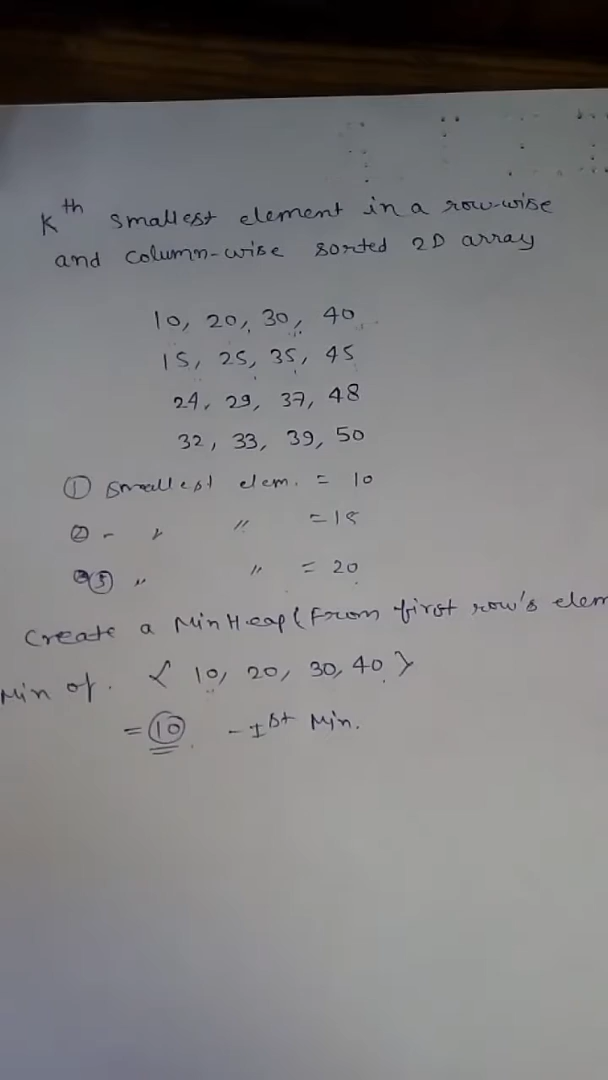 Kth smallest element in a row-wise
and column-wise sorted 2D array
10, 20, 30, 40
15, 25, 35, 45
24, 29, 37, 48
32, 33, 39, 50
① smallest elem. = 10
② - " " = 15
③ " " = 20
Create a MinHeap (From first row's elem
Min of. { 10, 20, 30, 40 }
= 10 - 1st Min.